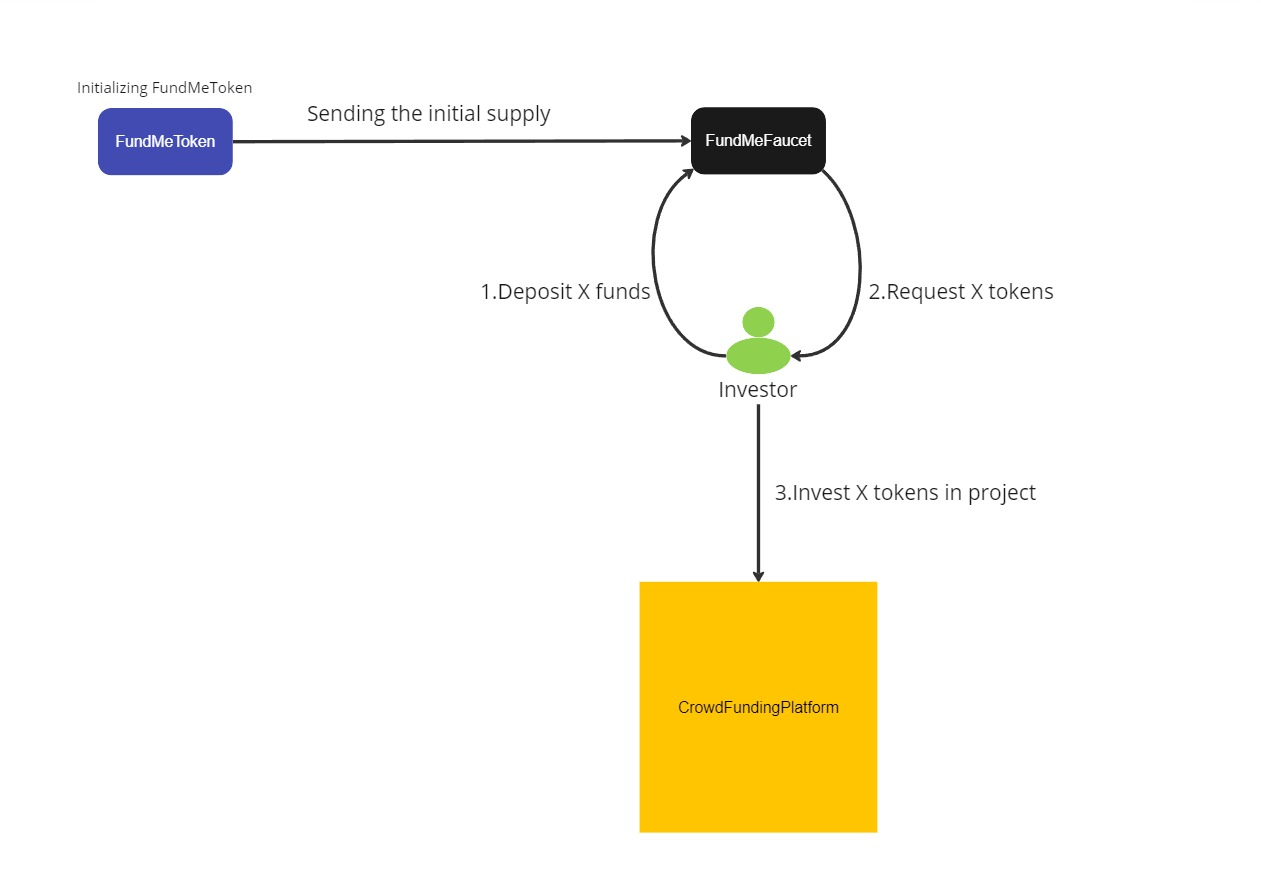 Initializing FundMeToken
FundMeToken
Sending the initial supply
FundMeFaucet
1.Deposit X funds
2.Request X tokens
Investor
3.Invest X tokens in project
CrowdFundingPlatform